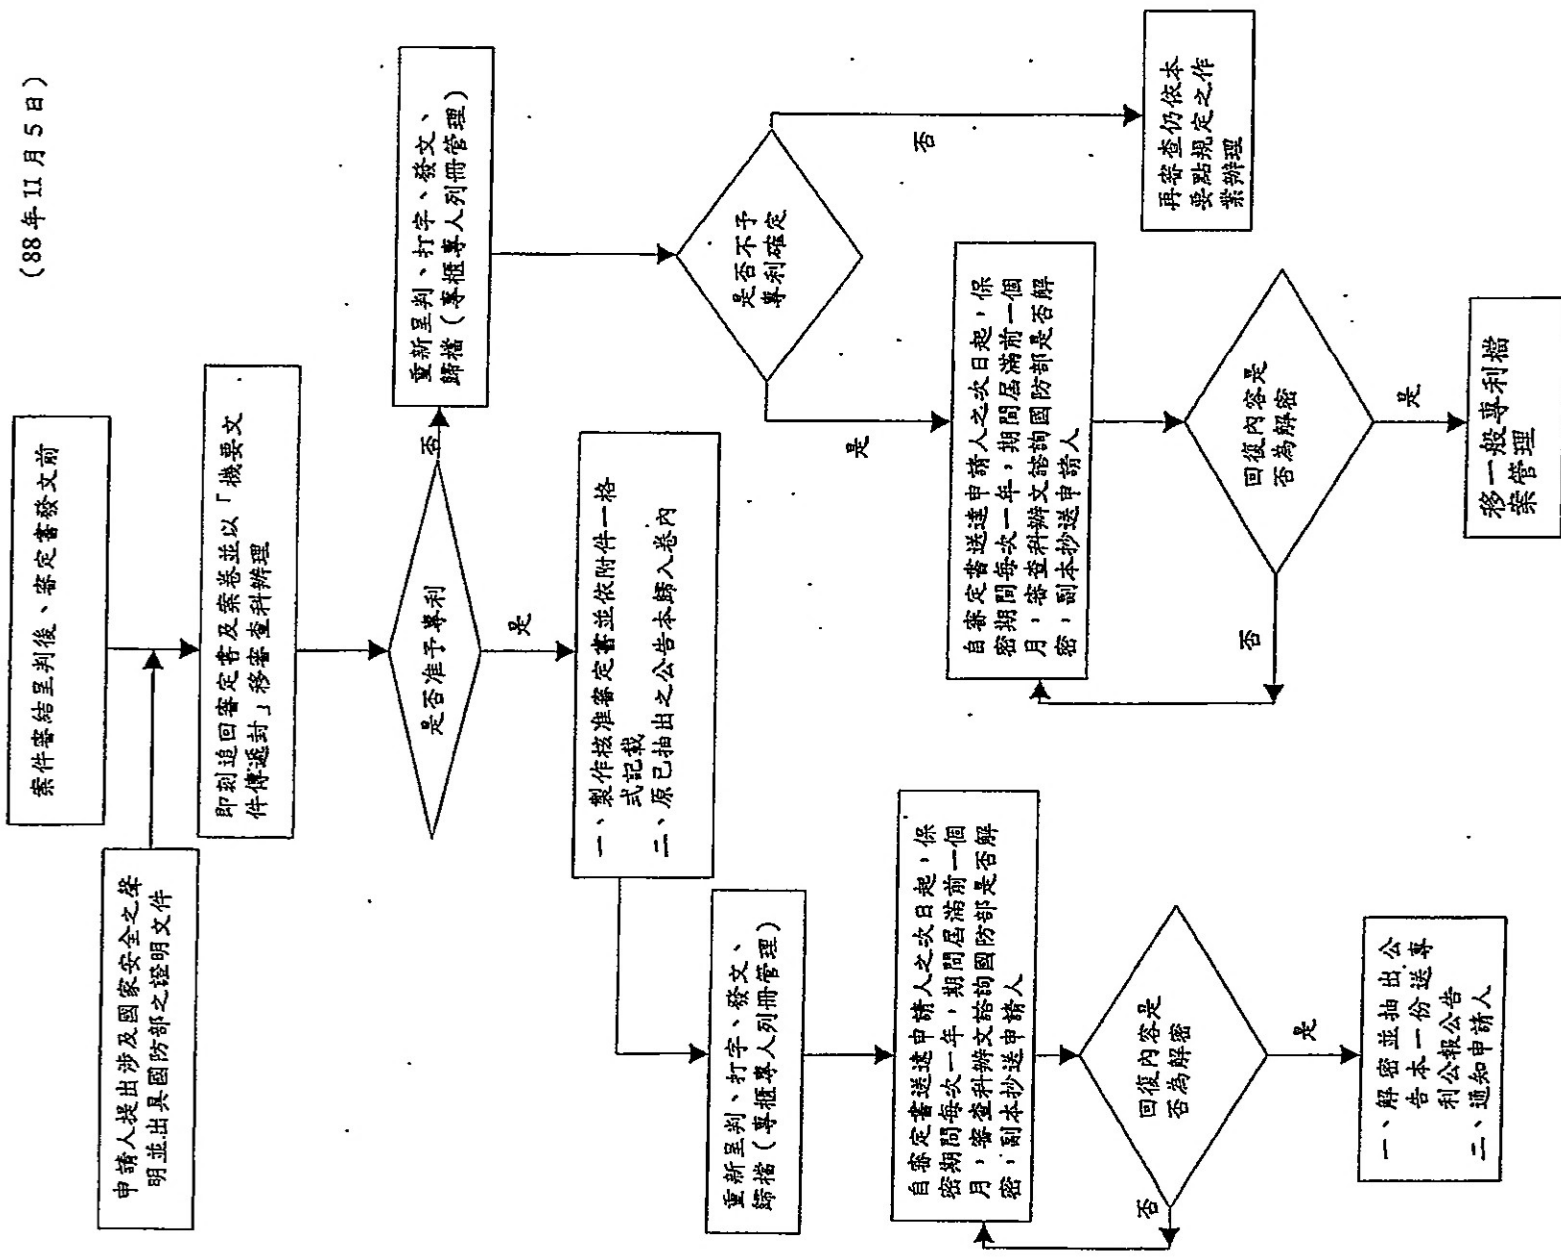 (88年11月5日)
案件審結呈判後、審定書發文前
申請人提出涉及國家安全之聲
明並出具國防部之證明文件
即刻追回審定書及案卷並以「機要文
件傳遞封」移審查科辦理
是否准予專利
否
是
重新呈判、打字、發文、
歸檔(專櫃專人列冊管理)
一、製作核准審定書並依附件一格
式記載
二、原已抽出之公告本歸入卷內
是否不予
專利確定
否
是
再審查仍依本
要點規定之作
業辦理
重新呈判、打字、發文、
歸檔(專櫃專人列冊管理)
自審定書送達申請人之次日起,保
密期間每次一年,期間屆滿前一個
月,審查科辦文諮詢國防部是否解
密,副本抄送申請人
自審定書送達申請人之次日起,保
密期間每次一年,期間屆滿前一個
月,審查科辦文諮詢國防部是否解
密,副本抄送申請人
回復內容是
否為解密
否
是
回復內容是
否為解密
否
是
一、解密並抽出公
告本一份送專
利公報公告
二、通知申請人
移一般專利檔
案管理